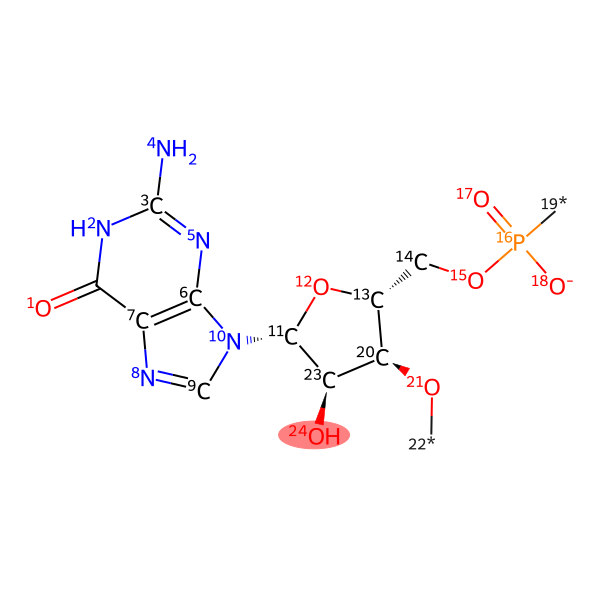 ⁴NH₂
³C
H²N
⁵N
¹O
⁷C
⁶C
⁸N
⁹C
¹⁰N
¹¹C
¹²O
¹³C
¹⁴C
¹⁵O
¹⁷O
¹⁶P
¹⁹*
¹⁸O⁻
²⁰C
²¹O
²²*
²³C
²⁴OH